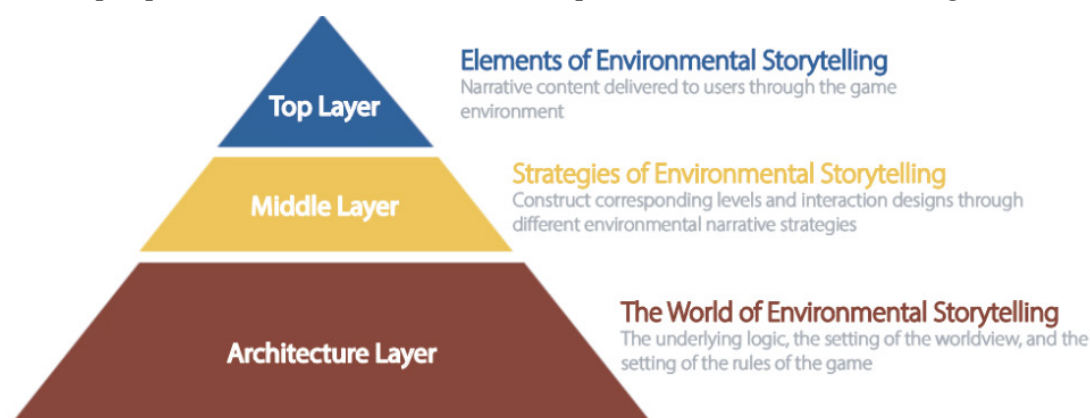 Elements of Environmental Storytelling
Narrative content delivered to users through the game
environment
Top Layer
Strategies of Environmental Storytelling
Construct corresponding levels and interaction designs through
different environmental narrative strategies
Middle Layer
The World of Environmental Storytelling
The underlying logic, the setting of the worldview, and the
setting of the rules of the game
Architecture Layer